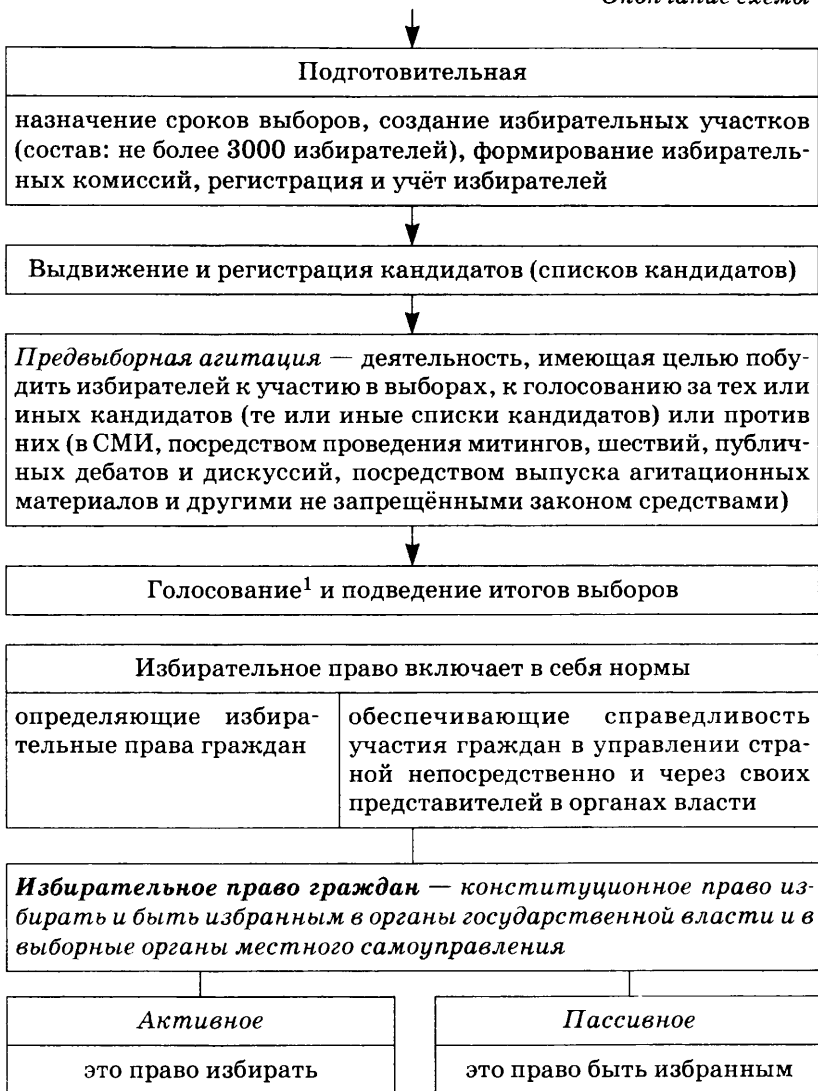 Окончание схемы
Подготовительная
назначение сроков выборов, создание избирательных участков
(состав: не более 3000 избирателей), формирование избиратель-
ных комиссий, регистрация и учёт избирателей
Выдвижение и регистрация кандидатов (списков кандидатов)
Предвыборная агитация — деятельность, имеющая целью побу-
дить избирателей к участию в выборах, к голосованию за тех или
иных кандидатов (те или иные списки кандидатов) или против
них (в СМИ, посредством проведения митингов, шествий, публич-
ных дебатов и дискуссий, посредством выпуска агитационных
материалов и другими не запрещёнными законом средствами)
Голосование¹ и подведение итогов выборов
Избирательное право включает в себя нормы
определяющие избира-
тельные права граждан
обеспечивающие справедливость
участия граждан в управлении стра-
ной непосредственно и через своих
представителей в органах власти
Избирательное право граждан — конституционное право из-
бирать и быть избранным в органы государственной власти и в
выборные органы местного самоуправления
Активное
это право избирать
Пассивное
это право быть избранным